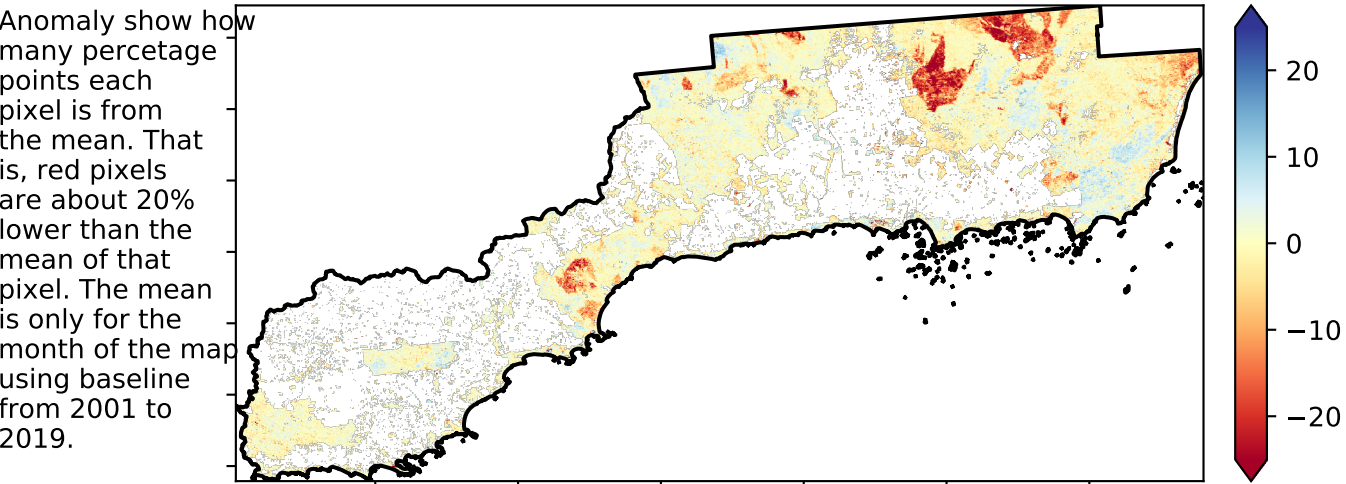 Anomaly show how
many percetage
points each
pixel is from
the mean. That
is, red pixels
are about 20%
lower than the
mean of that
pixel. The mean
is only for the
month of the map
using baseline
from 2001 to
2019.
20
10
0
−10
−20